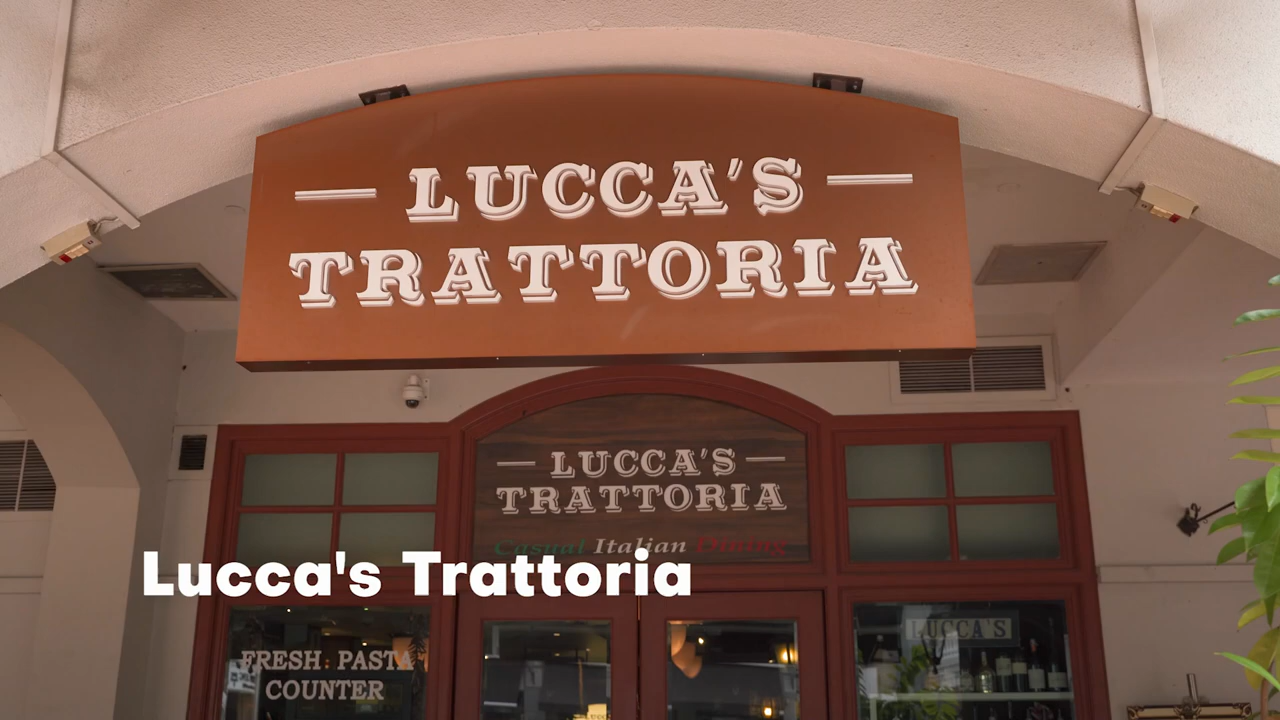 LUCCA'S
TRATTORIA
LUCCA'S
TRATTORIA
Casual Italian Dining
Lucca's Trattoria
LUCCA'S
FRESH PASTA
COUNTER